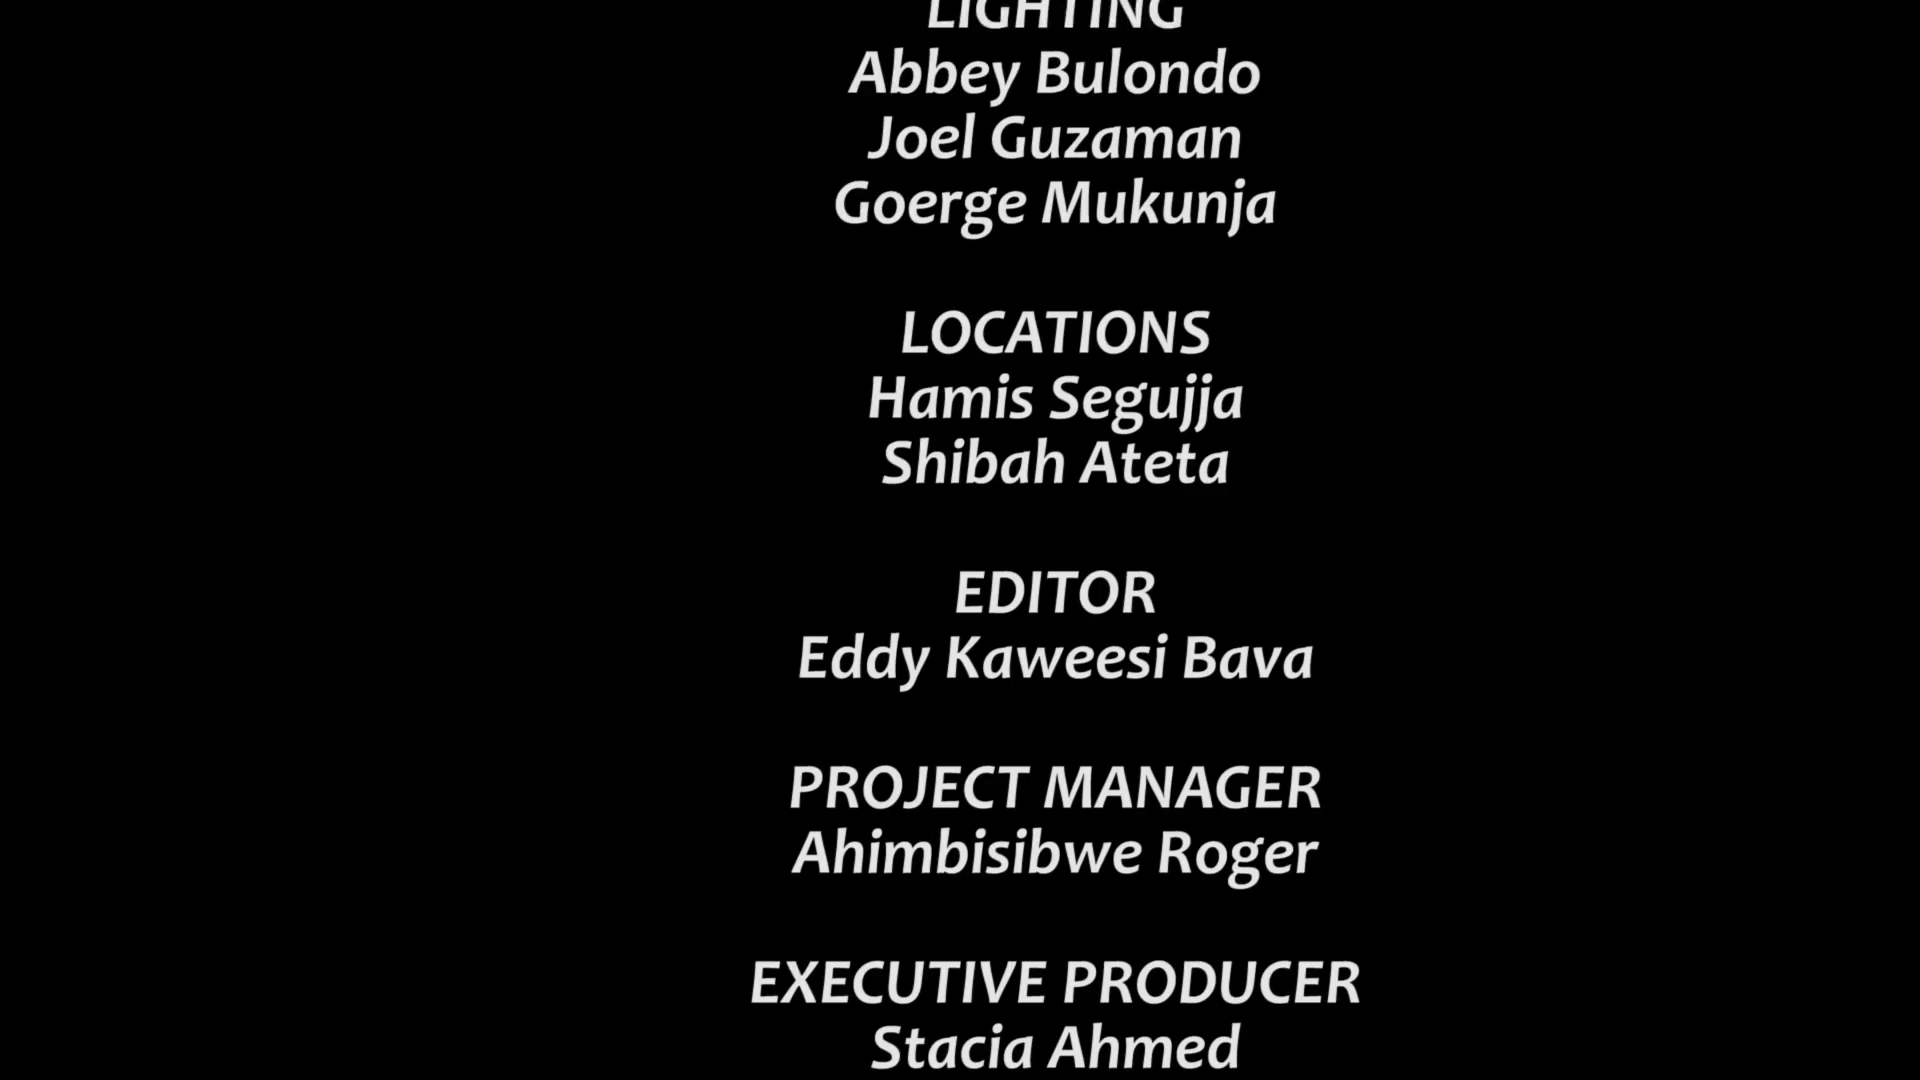 LIGHTING
Abbey Bulondo
Joel Guzaman
Goerge Mukunja
LOCATIONS
Hamis Segujja
Shibah Ateta
EDITOR
Eddy Kaweesi Bava
PROJECT MANAGER
Ahimbisibwe Roger
EXECUTIVE PRODUCER
Stacia Ahmed